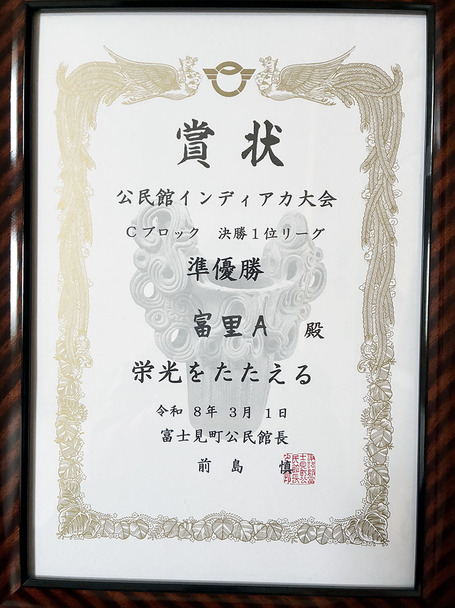 賞状
公民館インディアカ大会
Cブロック 決勝1位リーグ
準優勝
富里A 殿
栄光をたたえる
令和 8年 3月 1日
富士見町公民館長
前島 慎